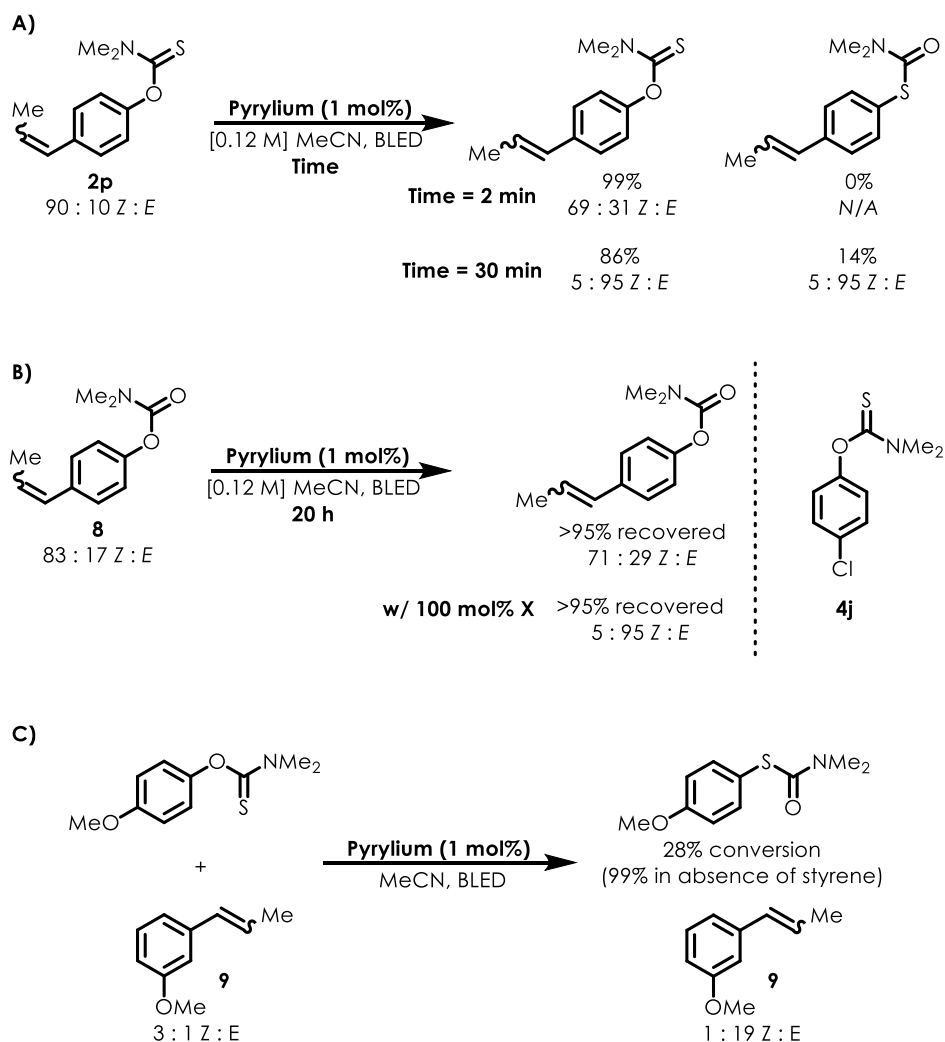 A)
Me₂N S
O
Me
2p
90 : 10 Z : E
Pyrylium (1 mol%)
[0.12 M] MeCN, BLED
Time
Me₂N S
O
Me
Me₂N O
S
Me
Time = 2 min
99%
69 : 31 Z : E
0%
N/A
Time = 30 min
86%
5 : 95 Z : E
14%
5 : 95 Z : E
B)
Me₂N O
O
Me
8
83 : 17 Z : E
Pyrylium (1 mol%)
[0.12 M] MeCN, BLED
20 h
Me₂N O
O
Me
>95% recovered
71 : 29 Z : E
w/ 100 mol% X
>95% recovered
5 : 95 Z : E
S
O NMe₂
Cl
4j
C)
O NMe₂
S
MeO
+
Me
9
OMe
3 : 1 Z : E
Pyrylium (1 mol%)
MeCN, BLED
S NMe₂
O
MeO
28% conversion
(99% in absence of styrene)
Me
9
OMe
1 : 19 Z : E